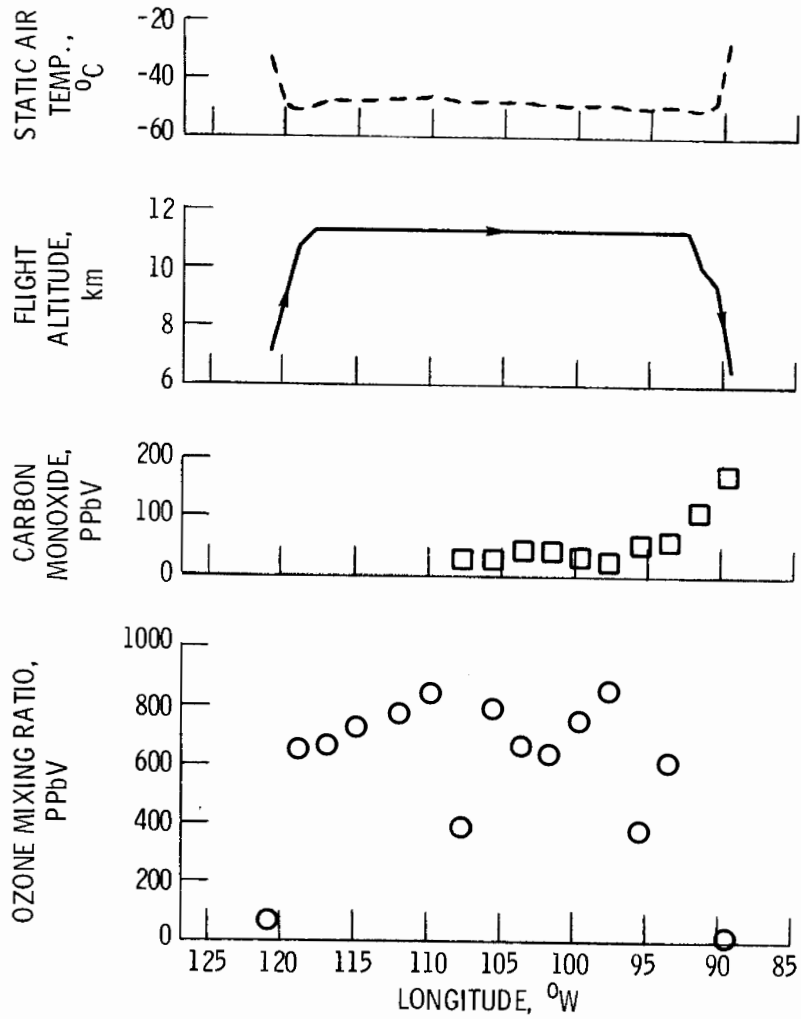 STATIC AIR
TEMP.,
°C
-20
-40
-60
FLIGHT
ALTITUDE,
km
12
10
8
6
CARBON
MONOXIDE,
PPbV
200
100
0
OZONE MIXING RATIO,
PPbV
1000
800
600
400
200
0
125 120 115 110 105 100 95 90 85
LONGITUDE, °W